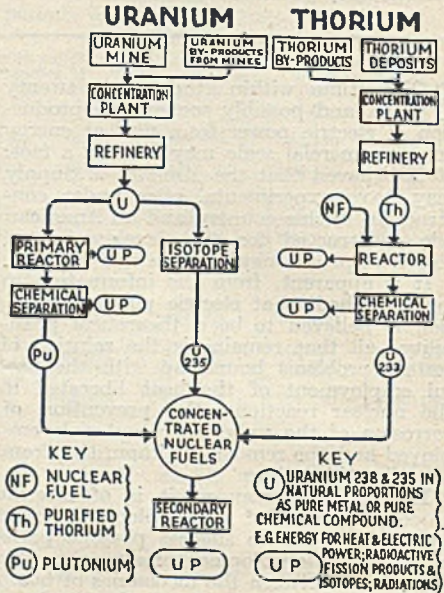 URANIUM
THORIUM
URANIUM
MINE
URANIUM
BY-PRODUCTS
FROM MINES
THORIUM
BY-PRODUCTS
THORIUM
DEPOSITS
CONCENTRATION
PLANT
CONCENTRATION
PLANT
REFINERY
REFINERY
U
NF
Th
PRIMARY
REACTOR
UP
ISOTOPE
SEPARATION
UP
REACTOR
CHEMICAL
SEPARATION
UP
UP
CHEMICAL
SEPARATION
Pu
U
235
U
233
CONCEN-
TRATED
NUCLEAR
FUELS
KEY
NF NUCLEAR
FUEL
Th PURIFIED
THORIUM
Pu PLUTONIUM
SECONDARY
REACTOR
UP
KEY
U URANIUM 238 & 235 IN
NATURAL PROPORTIONS
AS PURE METAL OR PURE
CHEMICAL COMPOUND.
UP E.G. ENERGY FOR HEAT & ELECTRIC
POWER; RADIOACTIVE
FISSION PRODUCTS &
ISOTOPES; RADIATIONS